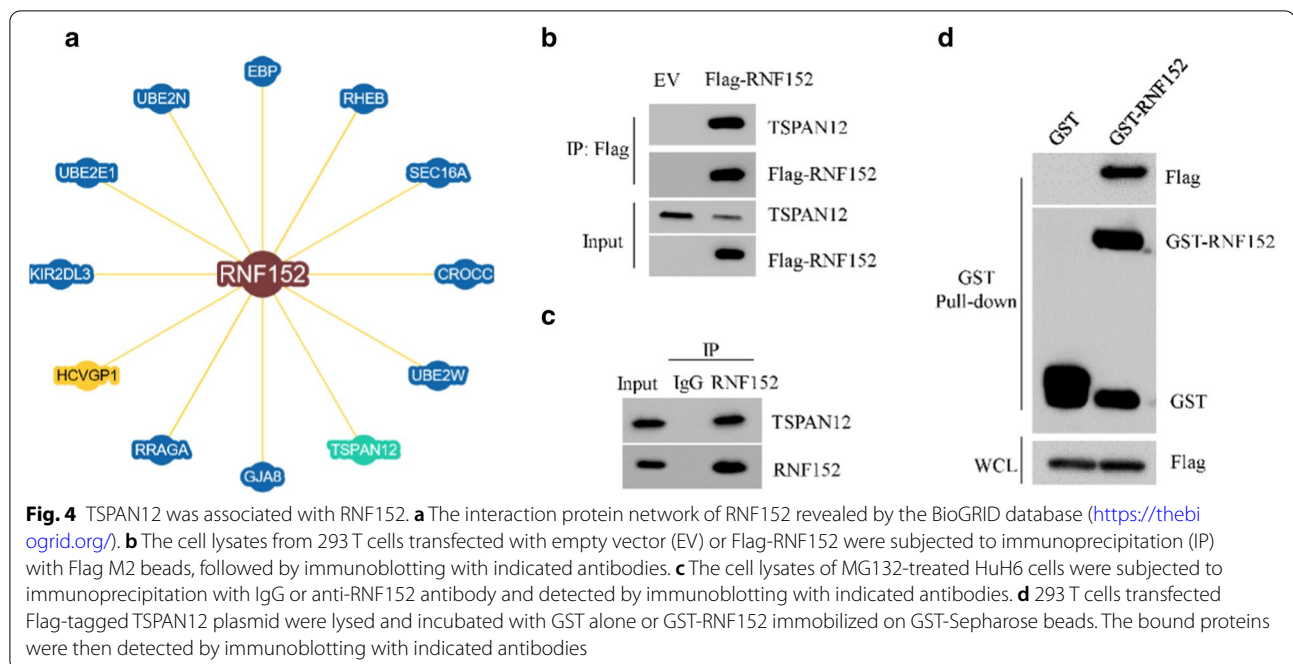 a
EBP
UBE2N
RHEB
UBE2E1
SEC16A
KIR2DL3
RNF152
CROCC
HCVGP1
UBE2W
RRAGA
TSPAN12
GJA8
b
EV Flag-RNF152
IP: Flag
TSPAN12
Flag-RNF152
Input
TSPAN12
Flag-RNF152
c
IP
Input IgG RNF152
TSPAN12
RNF152
d
GST
GST-RNF152
GST
Pull-down
Flag
GST-RNF152
GST
WCL
Flag
Fig. 4 TSPAN12 was associated with RNF152. a The interaction protein network of RNF152 revealed by the BioGRID database (https://thebi
ogrid.org/). b The cell lysates from 293 T cells transfected with empty vector (EV) or Flag-RNF152 were subjected to immunoprecipitation (IP)
with Flag M2 beads, followed by immunoblotting with indicated antibodies. c The cell lysates of MG132-treated HuH6 cells were subjected to
immunoprecipitation with IgG or anti-RNF152 antibody and detected by immunoblotting with indicated antibodies. d 293 T cells transfected
Flag-tagged TSPAN12 plasmid were lysed and incubated with GST alone or GST-RNF152 immobilized on GST-Sepharose beads. The bound proteins
were then detected by immunoblotting with indicated antibodies